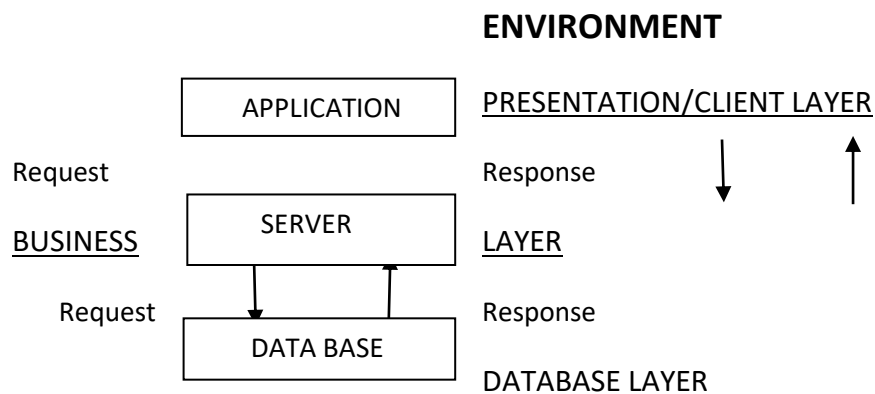 ENVIRONMENT
APPLICATION PRESENTATION/CLIENT LAYER
Request Response
BUSINESS SERVER LAYER
Request Response
DATA BASE
DATABASE LAYER